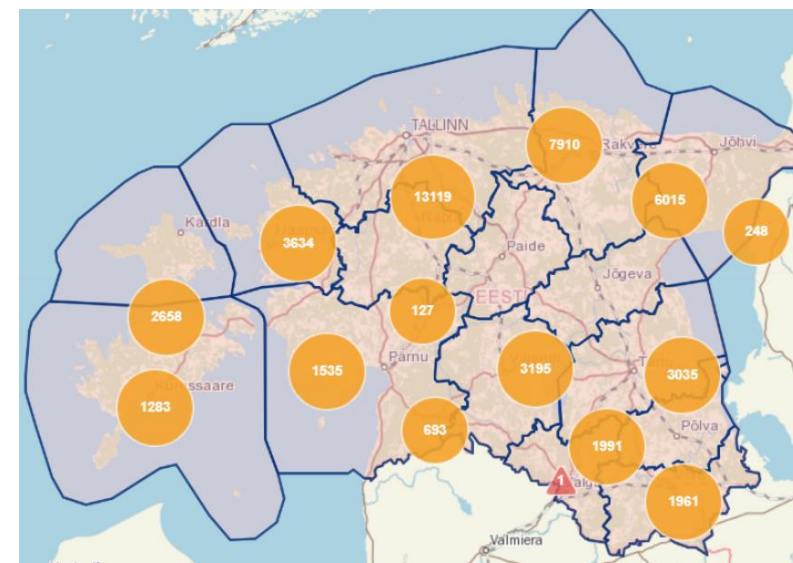 TALLINN
7910
Rakvere
Jõhvi
13119
6015
Kärdla
3634
248
Paide
Jõgeva
EESTI
127
2658
Pärnu
1535
3195
3035
Kuressaare
1283
693
Põlva
1991
1
1961
Valmiera